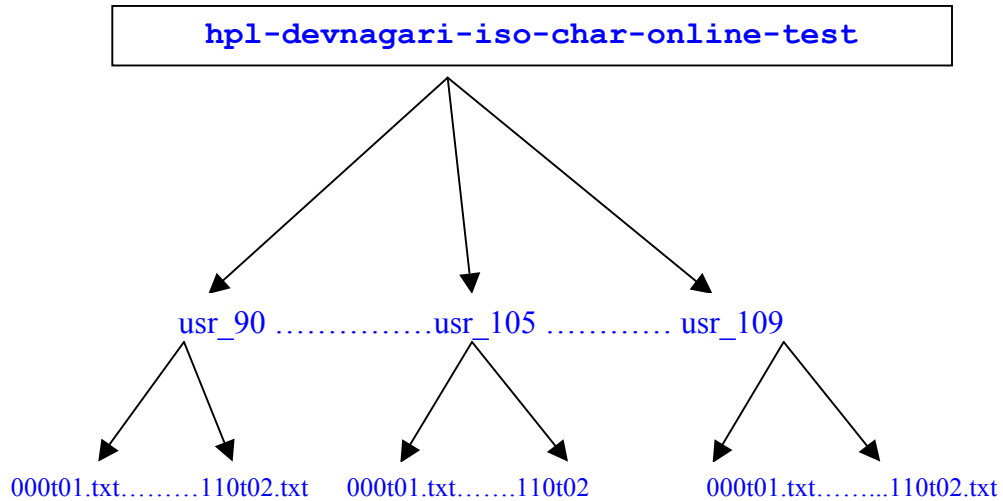 hpl-devnagari-iso-char-online-test
usr_90 ……………usr_105 ………… usr_109
000t01.txt………110t02.txt 000t01.txt…….110t02 000t01.txt……...110t02.txt